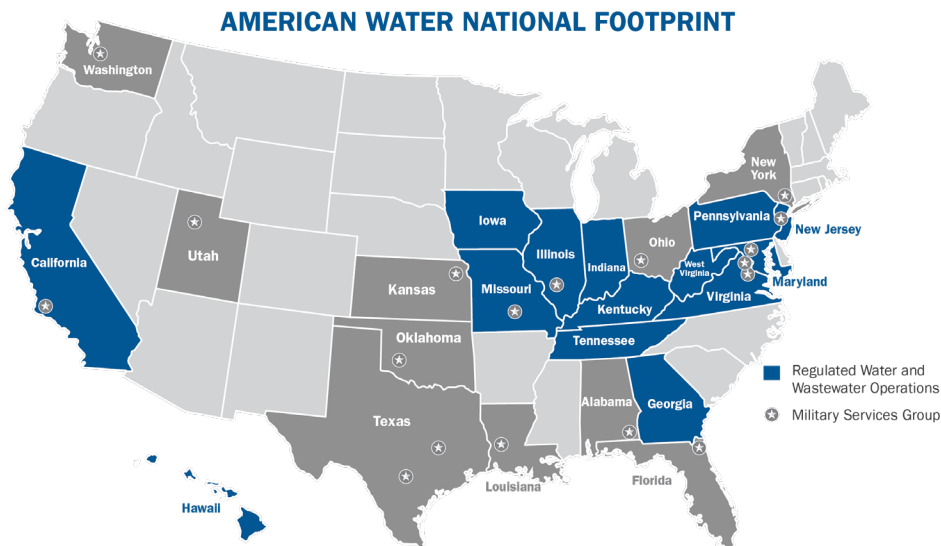 AMERICAN WATER NATIONAL FOOTPRINT
Washington
New
York
Pennsylvania
New Jersey
Iowa
Ohio
Illinois
Indiana
West
Virginia
Maryland
California
Utah
Kansas
Missouri
Kentucky
Virginia
Oklahoma
Tennessee
Regulated Water and
Wastewater Operations
Military Services Group
Texas
Alabama
Georgia
Louisiana
Florida
Hawaii